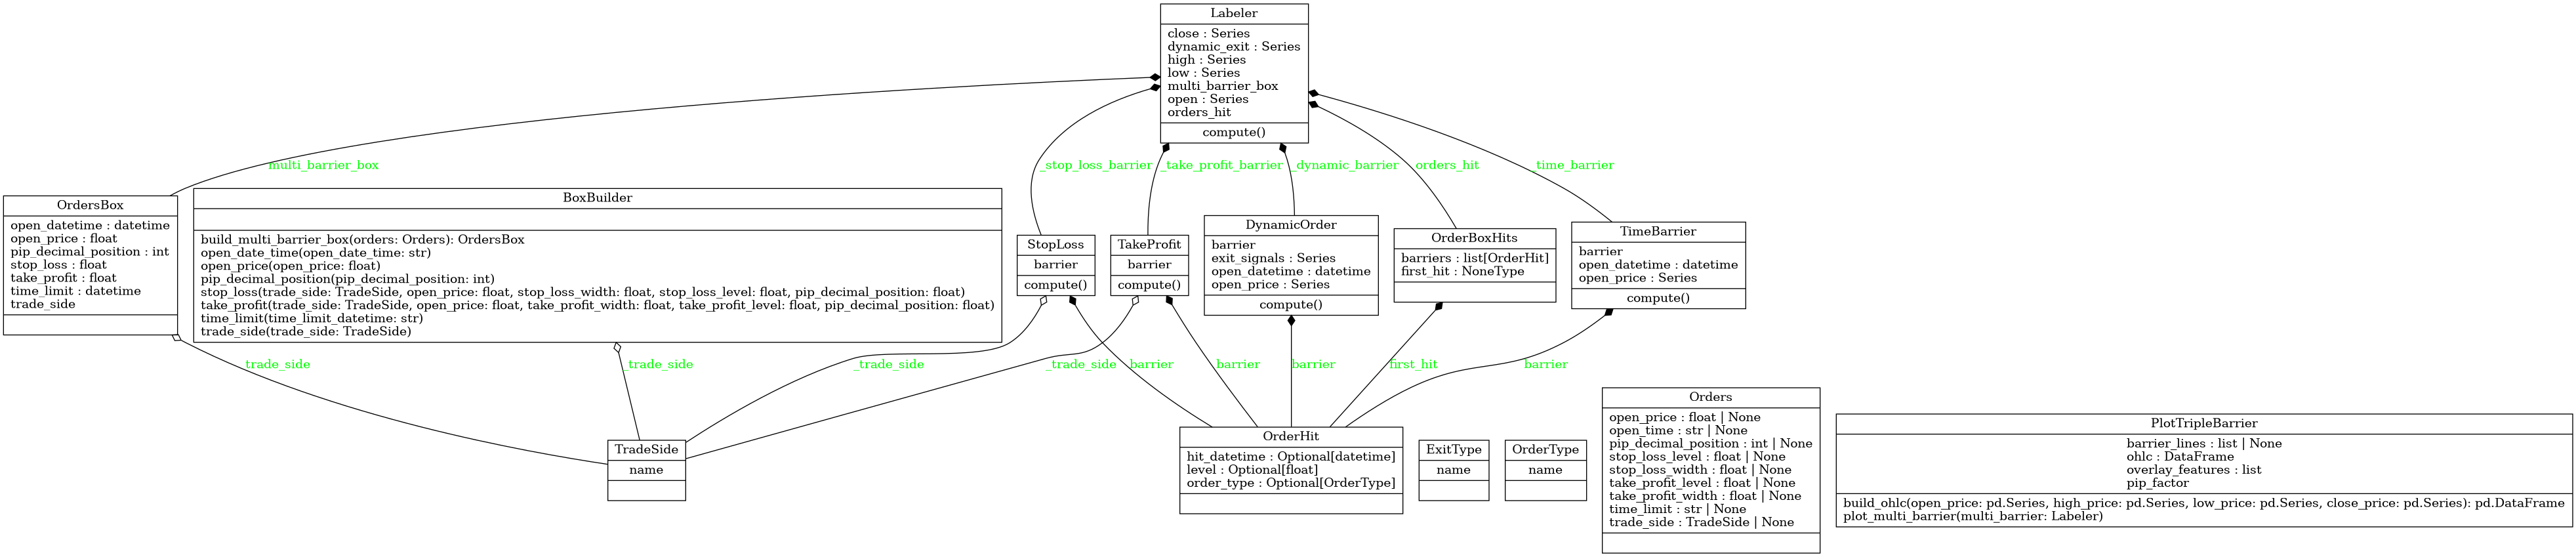 Labeler
close : Series
dynamic_exit : Series
high : Series
low : Series
multi_barrier_box
open : Series
orders_hit
compute()
multi_barrier_box
_stop_loss_barrier
_take_profit_barrier
_dynamic_barrier
orders_hit
_time_barrier
OrdersBox
open_datetime : datetime
open_price : float
pip_decimal_position : int
stop_loss : float
take_profit : float
time_limit : datetime
trade_side
BoxBuilder
build_multi_barrier_box(orders: Orders): OrdersBox
open_date_time(open_date_time: str)
open_price(open_price: float)
pip_decimal_position(pip_decimal_position: int)
stop_loss(trade_side: TradeSide, open_price: float, stop_loss_width: float, stop_loss_level: float, pip_decimal_position: float)
take_profit(trade_side: TradeSide, open_price: float, take_profit_width: float, take_profit_level: float, pip_decimal_position: float)
time_limit(time_limit_datetime: str)
trade_side(trade_side: TradeSide)
StopLoss
barrier
compute()
TakeProfit
barrier
compute()
DynamicOrder
barrier
exit_signals : Series
open_datetime : datetime
open_price : Series
compute()
OrderBoxHits
barriers : list[OrderHit]
first_hit : NoneType
TimeBarrier
barrier
open_datetime : datetime
open_price : Series
compute()
trade_side
_trade_side
_trade_side
_trade_side
barrier
barrier
barrier
first_hit
barrier
TradeSide
name
OrderHit
hit_datetime : Optional[datetime]
level : Optional[float]
order_type : Optional[OrderType]
ExitType
name
OrderType
name
Orders
open_price : float | None
open_time : str | None
pip_decimal_position : int | None
stop_loss_level : float | None
stop_loss_width : float | None
take_profit_level : float | None
take_profit_width : float | None
time_limit : str | None
trade_side : TradeSide | None
PlotTripleBarrier
barrier_lines : list | None
ohlc : DataFrame
overlay_features : list
pip_factor
build_ohlc(open_price: pd.Series, high_price: pd.Series, low_price: pd.Series, close_price: pd.Series): pd.DataFrame
plot_multi_barrier(multi_barrier: Labeler)